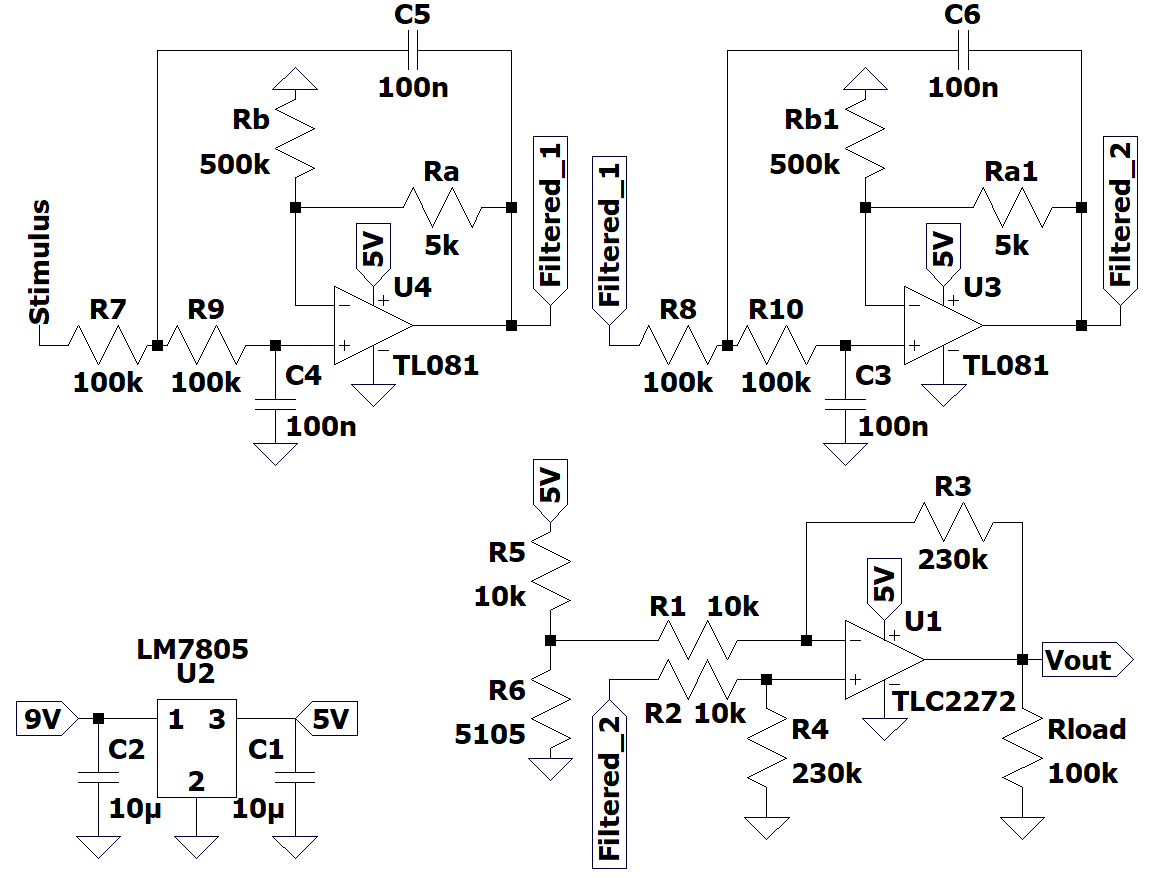 C5
100n
Rb
500k
Ra
5k
Filtered_1
5V
+
U4
−
+
−
TL081
Stimulus
R7
100k
R9
100k
C4
100n
C6
100n
Rb1
500k
Ra1
5k
Filtered_2
Filtered_1
5V
+
U3
−
+
−
TL081
R8
100k
R10
100k
C3
100n
5V
R5
10k
R6
5105
R1 10k
R2 10k
Filtered_2
R3
230k
5V
+
U1
−
+
−
TLC2272
R4
230k
Vout
Rload
100k
LM7805
U2
9V
1 3
2
5V
C2
10µ
C1
10µ